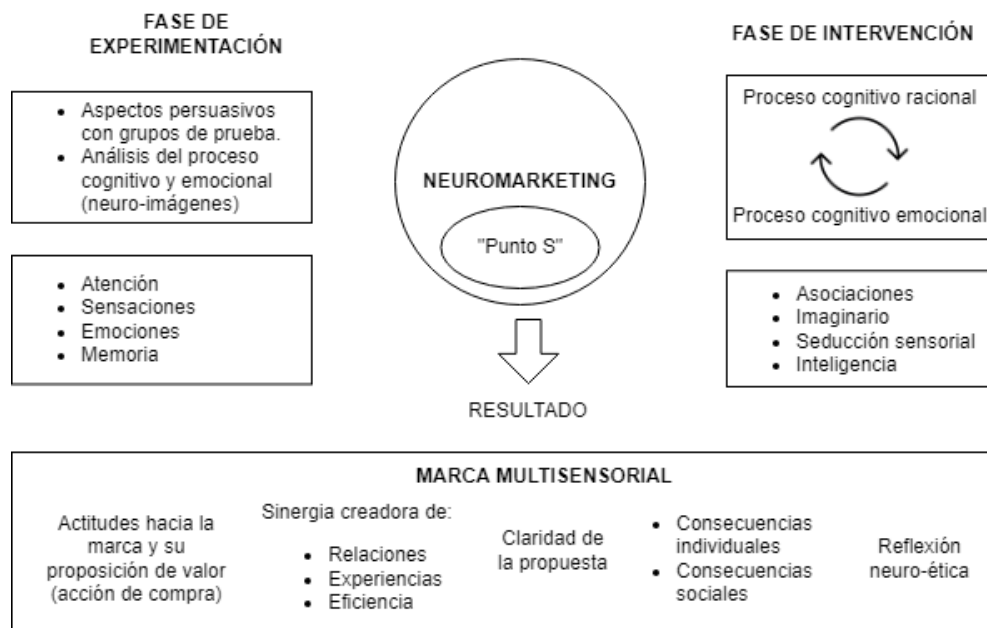 FASE DE
EXPERIMENTACIÓN
• Aspectos persuasivos
con grupos de prueba.
• Análisis del proceso
cognitivo y emocional
(neuro-imágenes)
• Atención
• Sensaciones
• Emociones
• Memoria
NEUROMARKETING
"Punto S"
RESULTADO
FASE DE INTERVENCIÓN
Proceso cognitivo racional
Proceso cognitivo emocional
• Asociaciones
• Imaginario
• Seducción sensorial
• Inteligencia
MARCA MULTISENSORIAL
Actitudes hacia la
marca y su
proposición de valor
(acción de compra)
Sinergia creadora de:
• Relaciones
• Experiencias
• Eficiencia
Claridad de
la propuesta
• Consecuencias
individuales
• Consecuencias
sociales
Reflexión
neuro-ética